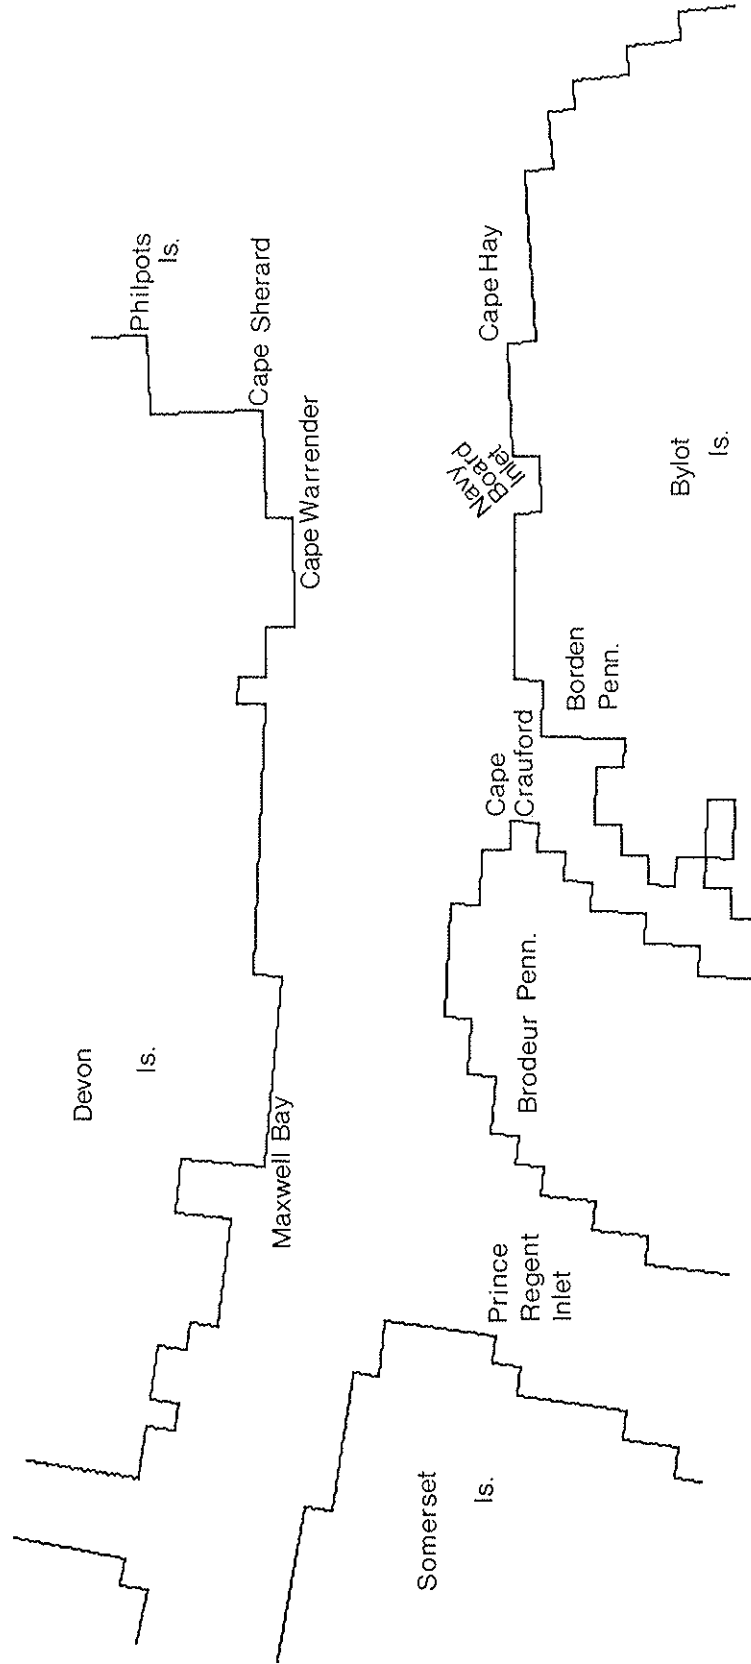 Philpots
Is.
Cape Sherard
Cape Warrender
Devon
Is.
Maxwell Bay
Cape Hay
Navy
Board
Inlet
Bylot
Is.
Borden
Penn.
Cape
Crauford
Brodeur Penn.
Prince
Regent
Inlet
Somerset
Is.